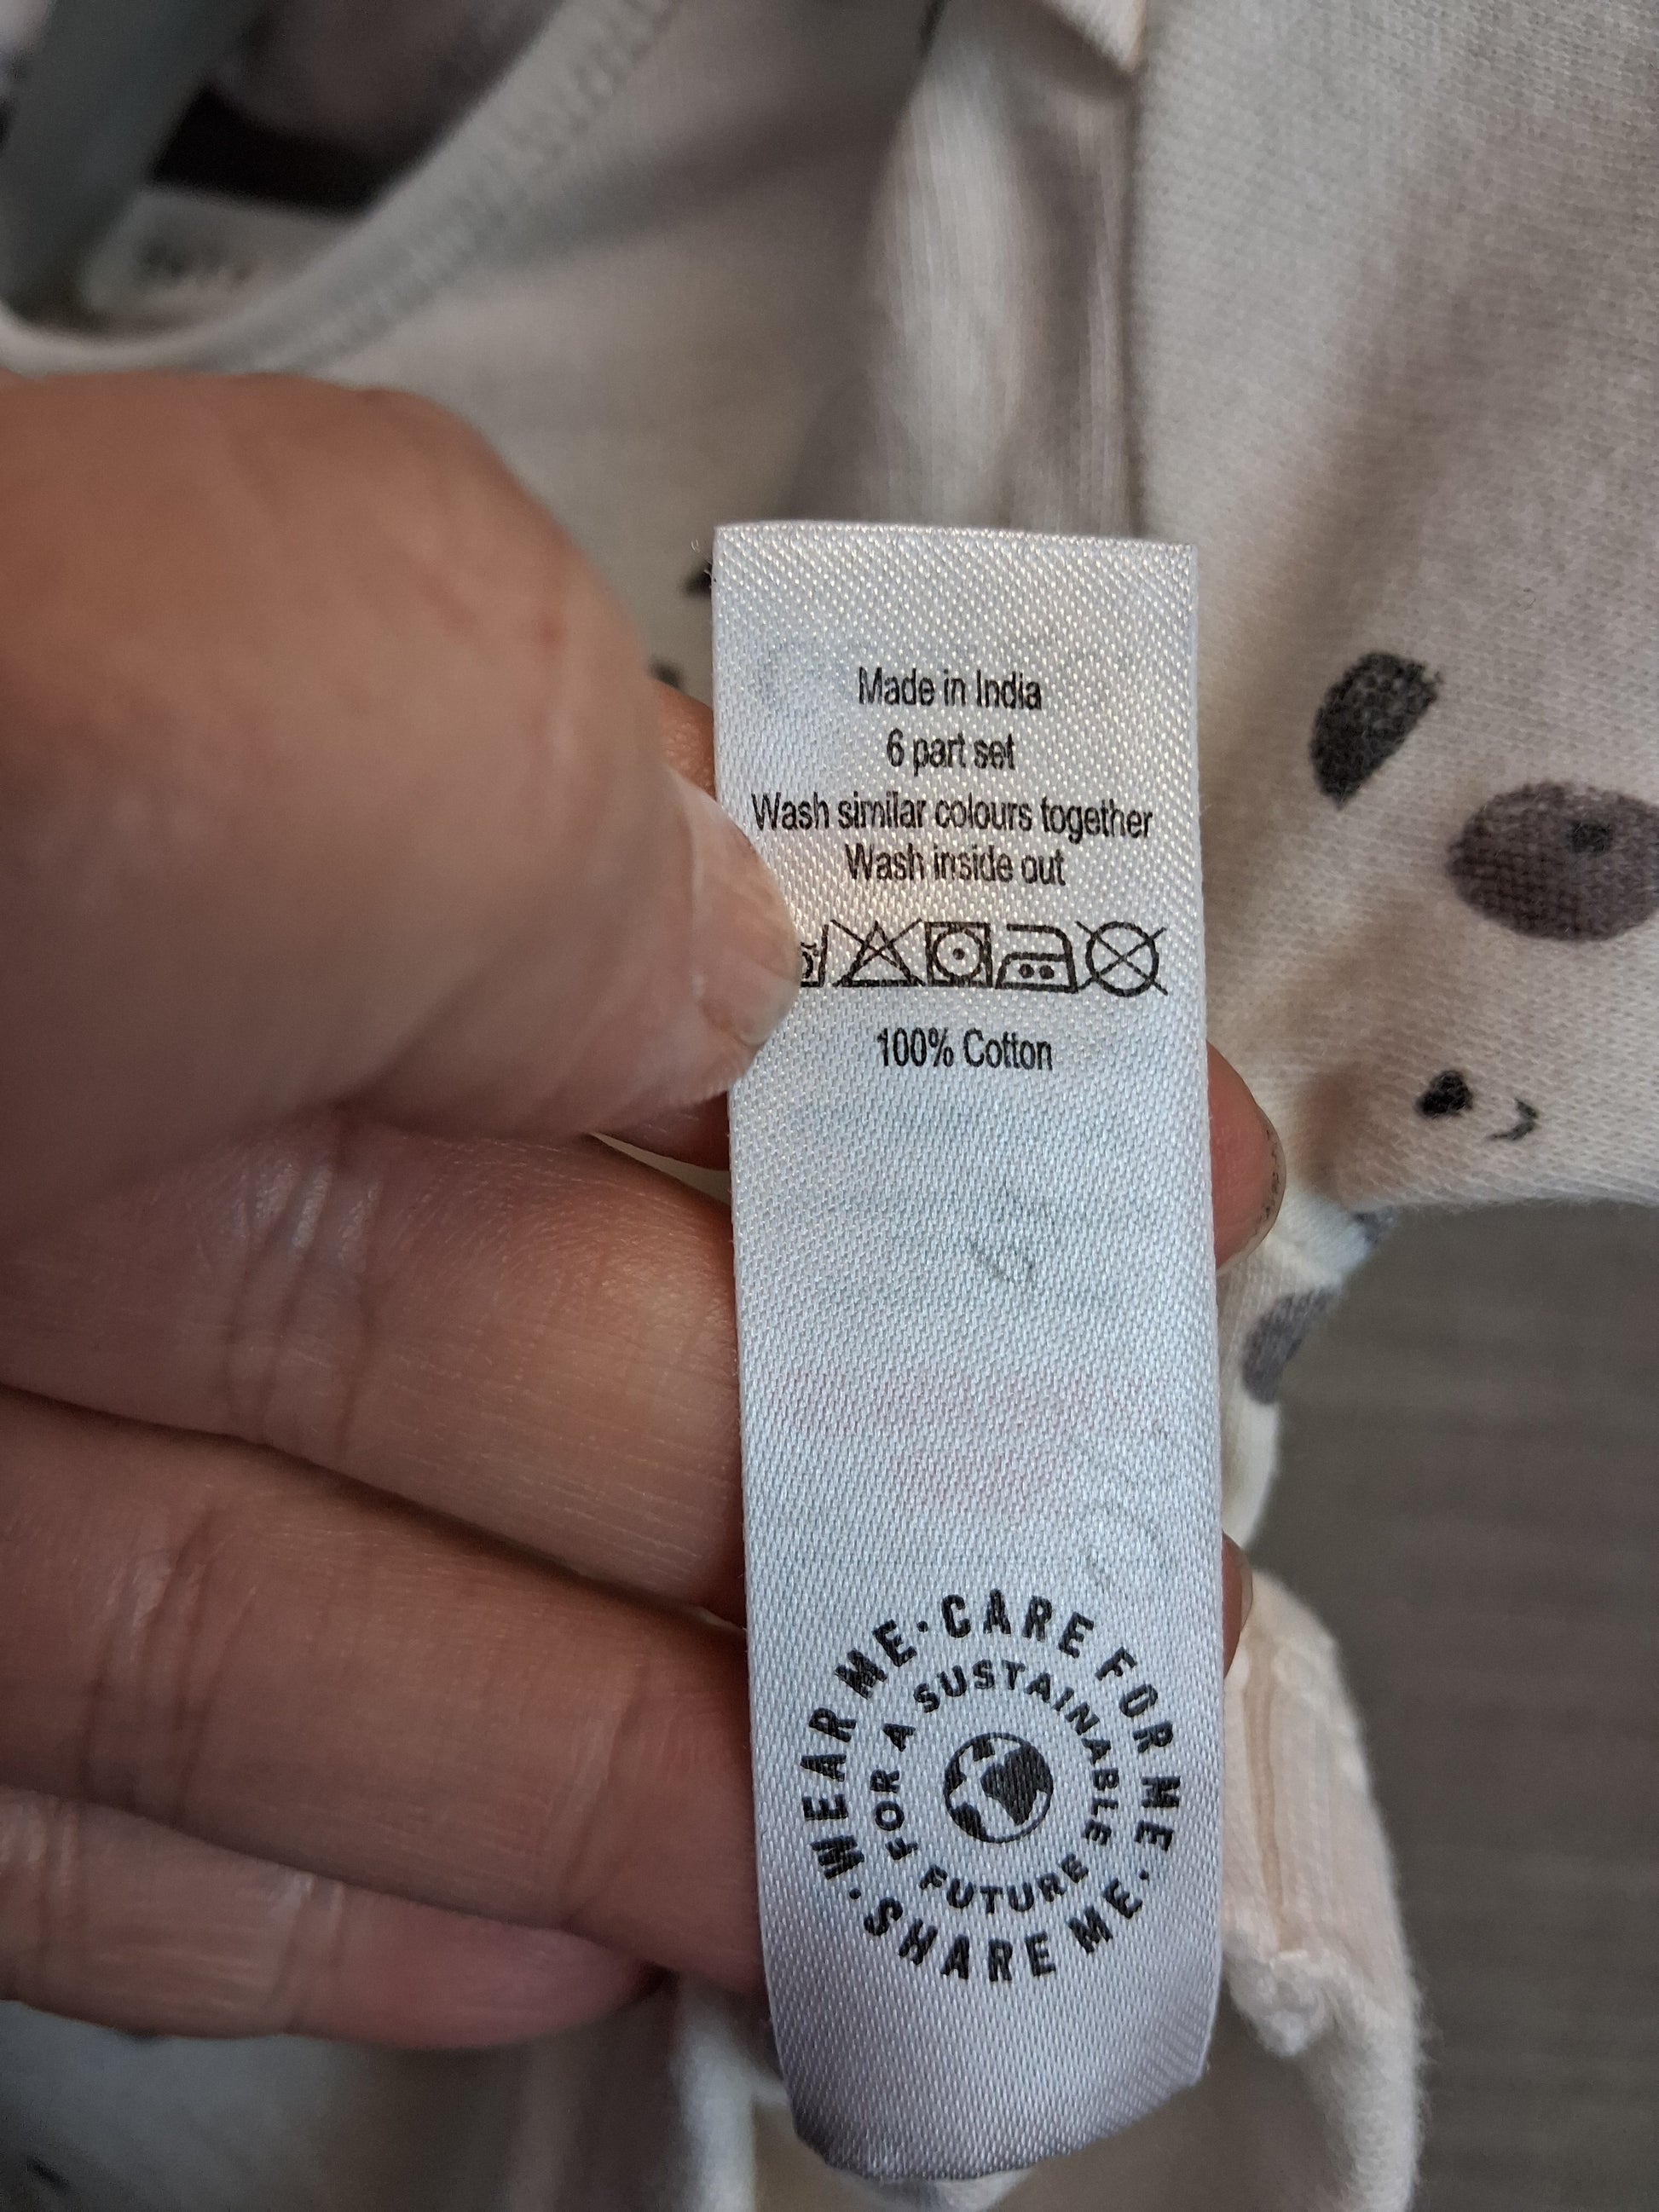 Made in India
6 part set
Wash similar colours together
Wash inside out
100% Cotton
WEAR ME · CARE FOR ME · SHARE ME ·
FOR A SUSTAINABLE FUTURE